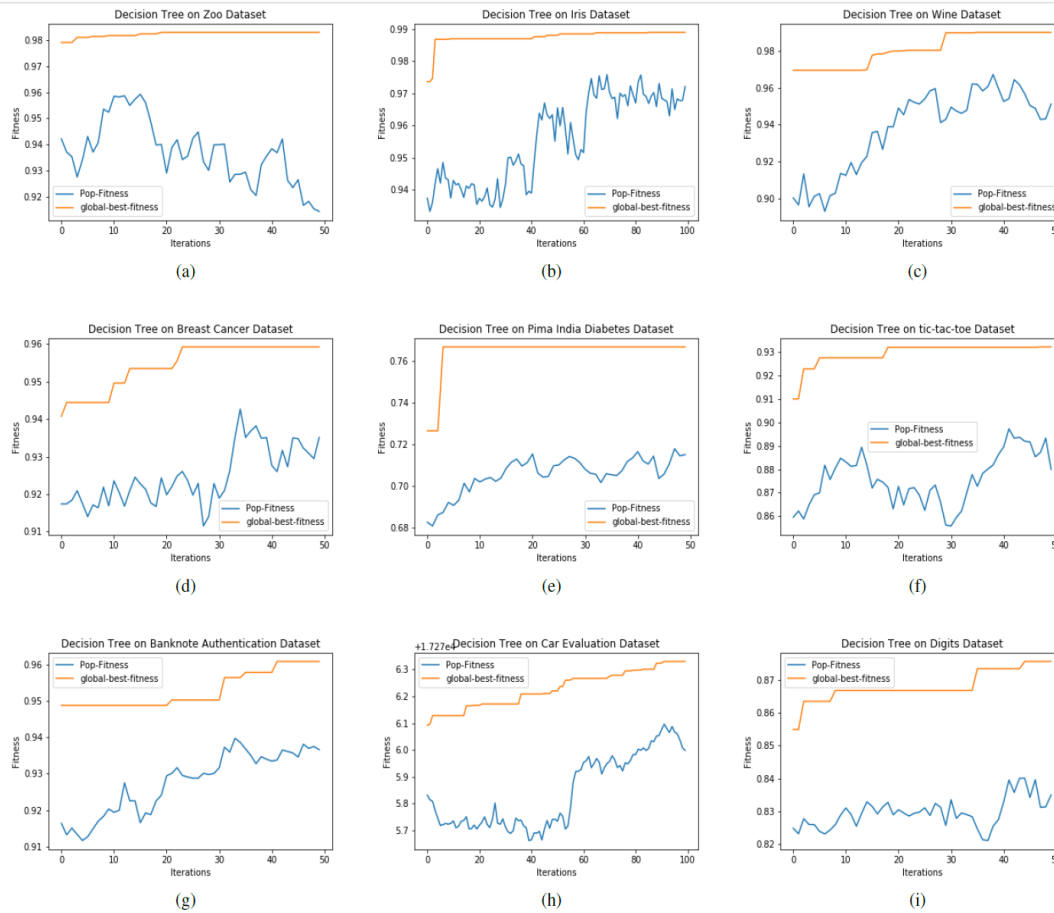 Decision Tree on Zoo Dataset
0.98
0.97
0.96
0.95
0.94
0.93
0.92
Fitness
Pop-Fitness
global-best-fitness
0 10 20 30 40 50
Iterations
(a)
Decision Tree on Iris Dataset
0.99
0.98
0.97
0.96
0.95
0.94
Fitness
Pop-Fitness
global-best-fitness
0 20 40 60 80 100
Iterations
(b)
Decision Tree on Wine Dataset
0.98
0.96
0.94
0.92
0.90
Fitness
Pop-Fitness
global-best-fitness
0 10 20 30 40
Iterations
(c)
Decision Tree on Breast Cancer Dataset
0.96
0.95
0.94
0.93
0.92
0.91
Fitness
Pop-Fitness
global-best-fitness
0 10 20 30 40 50
Iterations
(d)
Decision Tree on Pima India Diabetes Dataset
0.76
0.74
0.72
0.70
0.68
Fitness
Pop-Fitness
global-best-fitness
0 10 20 30 40 50
Iterations
(e)
Decision Tree on tic-tac-toe Dataset
0.93
0.92
0.91
0.90
0.89
0.88
0.87
0.86
Fitness
Pop-Fitness
global-best-fitness
0 10 20 30 40
Iterations
(f)
Decision Tree on Banknote Authentication Dataset
0.96
0.95
0.94
0.93
0.92
0.91
Fitness
Pop-Fitness
global-best-fitness
0 10 20 30 40 50
Iterations
(g)
Decision Tree on Car Evaluation Dataset
+1.727e4
6.3
6.2
6.1
6.0
5.9
5.8
5.7
Fitness
Pop-Fitness
global-best-fitness
0 20 40 60 80 100
Iterations
(h)
Decision Tree on Digits Dataset
0.87
0.86
0.85
0.84
0.83
0.82
Fitness
Pop-Fitness
global-best-fitness
0 10 20 30 40
Iterations
(i)